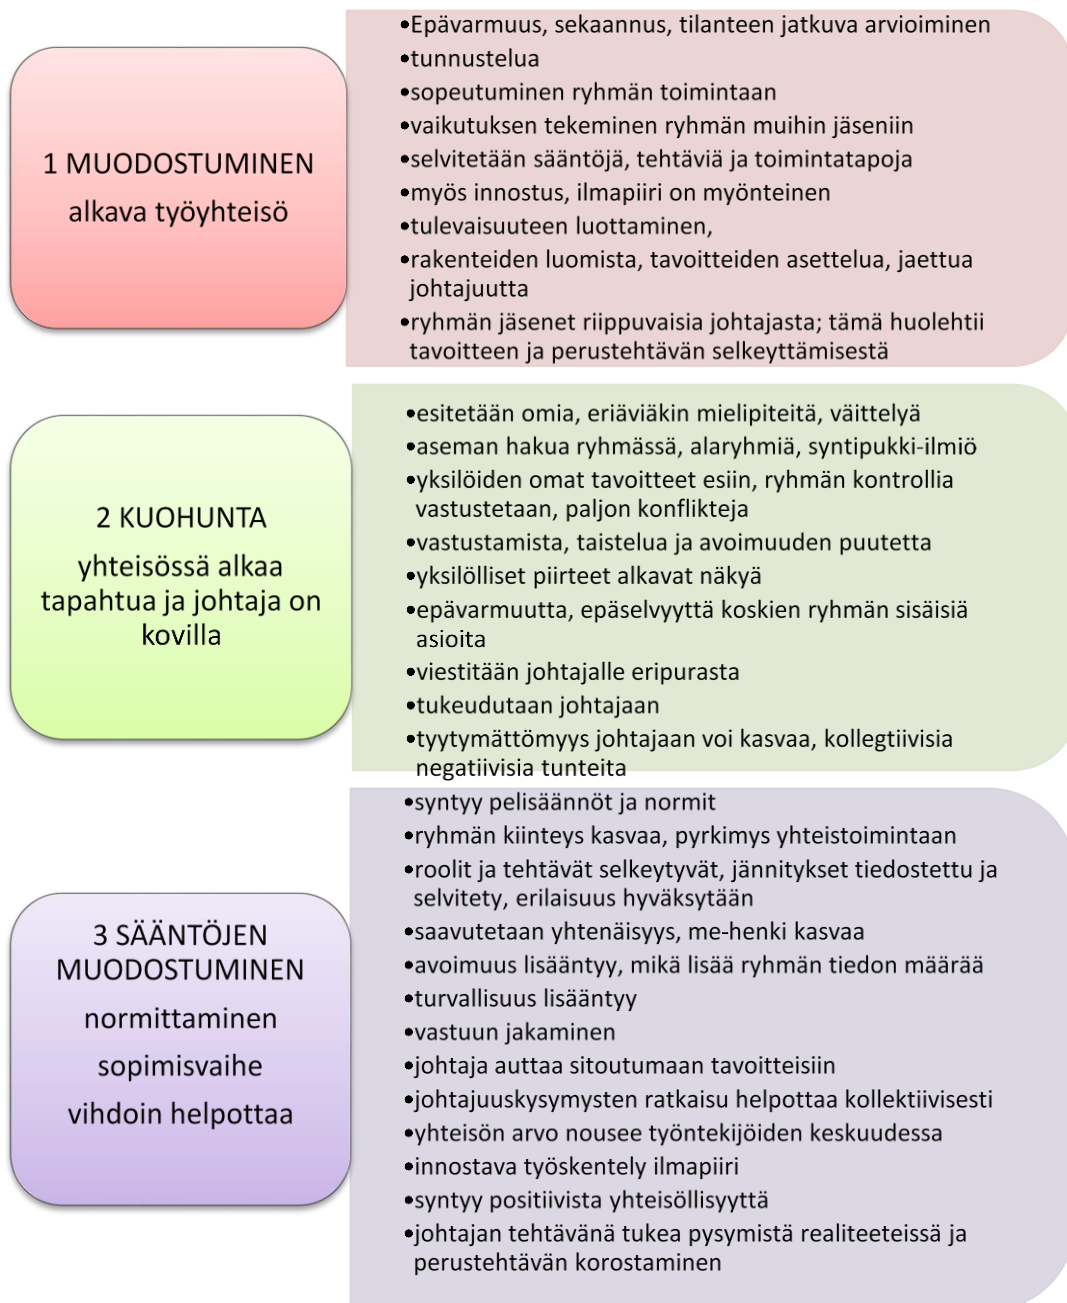 1 MUODOSTUMINEN
alkava työyhteisö
•Epävarmuus, sekaannus, tilanteen jatkuva arvioiminen
•tunnustelua
•sopeutuminen ryhmän toimintaan
•vaikutuksen tekeminen ryhmän muihin jäseniin
•selvitetään sääntöjä, tehtäviä ja toimintatapoja
•myös innostus, ilmapiiri on myönteinen
•tulevaisuuteen luottaminen,
•rakenteiden luomista, tavoitteiden asettelua, jaettua
johtajuutta
•ryhmän jäsenet riippuvaisia johtajasta; tämä huolehtii
tavoitteen ja perustehtävän selkeyttämisestä
2 KUOHUNTA
yhteisössä alkaa
tapahtua ja johtaja on
kovilla
•esitetään omia, eriäviäkin mielipiteitä, väittelyä
•aseman hakua ryhmässä, alaryhmiä, syntipukki-ilmiö
•yksilöiden omat tavoitteet esiin, ryhmän kontrollia
vastustetaan, paljon konflikteja
•vastustamista, taistelua ja avoimuuden puutetta
•yksilölliset piirteet alkavat näkyä
•epävarmuutta, epäselvyyttä koskien ryhmän sisäisiä
asioita
•viestitään johtajalle eripurasta
•tukeudutaan johtajaan
•tyytymättömyys johtajaan voi kasvaa, kollegtiivisia
negatiivisia tunteita
3 SÄÄNTÖJEN
MUODOSTUMINEN
normittaminen
sopimisvaihe
vihdoin helpottaa
•syntyy pelisäännöt ja normit
•ryhmän kiinteys kasvaa, pyrkimys yhteistoimintaan
•roolit ja tehtävät selkeytyvät, jännitykset tiedostettu ja
selvitety, erilaisuus hyväksytään
•saavutetaan yhtenäisyys, me-henki kasvaa
•avoimuus lisääntyy, mikä lisää ryhmän tiedon määrää
•turvallisuus lisääntyy
•vastuun jakaminen
•johtaja auttaa sitoutumaan tavoitteisiin
•johtajuuskysymysten ratkaisu helpottaa kollektiivisesti
•yhteisön arvo nousee työntekijöiden keskuudessa
•innostava työskentely ilmapiiri
•syntyy positiivista yhteisöllisyyttä
•johtajan tehtävänä tukea pysymistä realiteeteissä ja
perustehtävän korostaminen